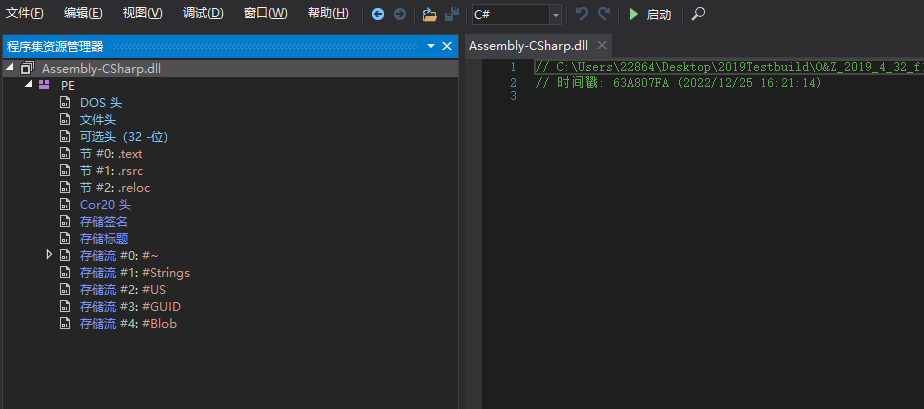 文件(F) 编辑(E) 视图(V) 调试(D) 窗口(W) 帮助(H) C# 启动
程序集资源管理器
Assembly-CSharp.dll
PE
DOS 头
文件头
可选头 (32 -位)
节 #0: .text
节 #1: .rsrc
节 #2: .reloc
Cor20 头
存储签名
存储标题
存储流 #0: #~
存储流 #1: #Strings
存储流 #2: #US
存储流 #3: #GUID
存储流 #4: #Blob
Assembly-CSharp.dll
1 // C:\Users\22864\Desktop\2019Testbuild\O&Z_2019_4_32_f1
2 // 时间戳: 63A807FA (2022/12/25 16:21:14)
3